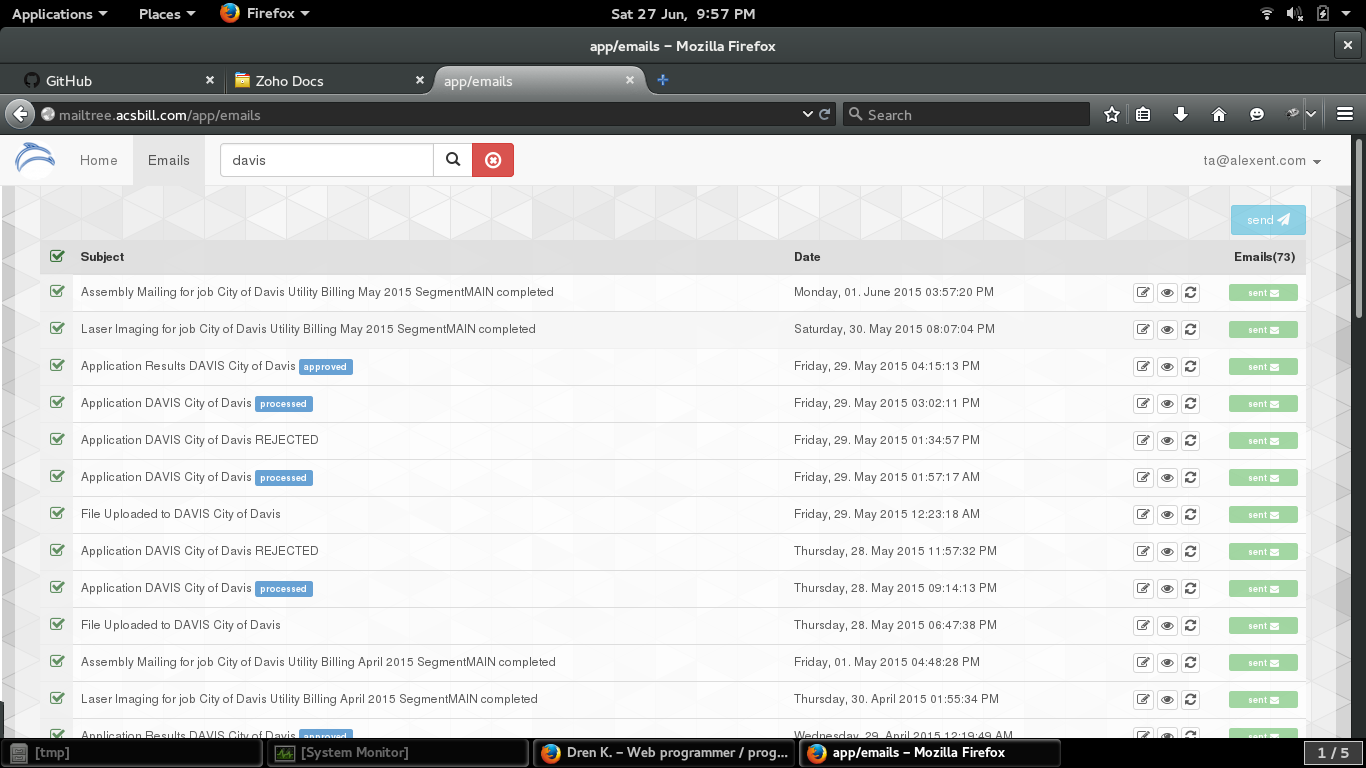 Applications Places Firefox Sat 27 Jun, 9:57 PM
app/emails – Mozilla Firefox
GitHub Zoho Docs app/emails
mailtree.acsbill.com/app/emails Search
Home Emails davis ta@alexent.com
send
Subject Date Emails(73)
Assembly Mailing for job City of Davis Utility Billing May 2015 SegmentMAIN completed Monday, 01. June 2015 03:57:20 PM sent
Laser Imaging for job City of Davis Utility Billing May 2015 SegmentMAIN completed Saturday, 30. May 2015 08:07:04 PM sent
Application Results DAVIS City of Davis approved Friday, 29. May 2015 04:15:13 PM sent
Application DAVIS City of Davis processed Friday, 29. May 2015 03:02:11 PM sent
Application DAVIS City of Davis REJECTED Friday, 29. May 2015 01:34:57 PM sent
Application DAVIS City of Davis processed Friday, 29. May 2015 01:57:17 AM sent
File Uploaded to DAVIS City of Davis Friday, 29. May 2015 12:23:18 AM sent
Application DAVIS City of Davis REJECTED Thursday, 28. May 2015 11:57:32 PM sent
Application DAVIS City of Davis processed Thursday, 28. May 2015 09:14:13 PM sent
File Uploaded to DAVIS City of Davis Thursday, 28. May 2015 06:47:38 PM sent
Assembly Mailing for job City of Davis Utility Billing April 2015 SegmentMAIN completed Friday, 01. May 2015 04:48:28 PM sent
Laser Imaging for job City of Davis Utility Billing April 2015 SegmentMAIN completed Thursday, 30. April 2015 01:55:34 PM sent
Application Results DAVIS City of Davis approved Wednesday, 29. April 2015 12:19:49 AM
[tmp] [System Monitor] Dren K. – Web programmer / prog... app/emails – Mozilla Firefox 1 / 5